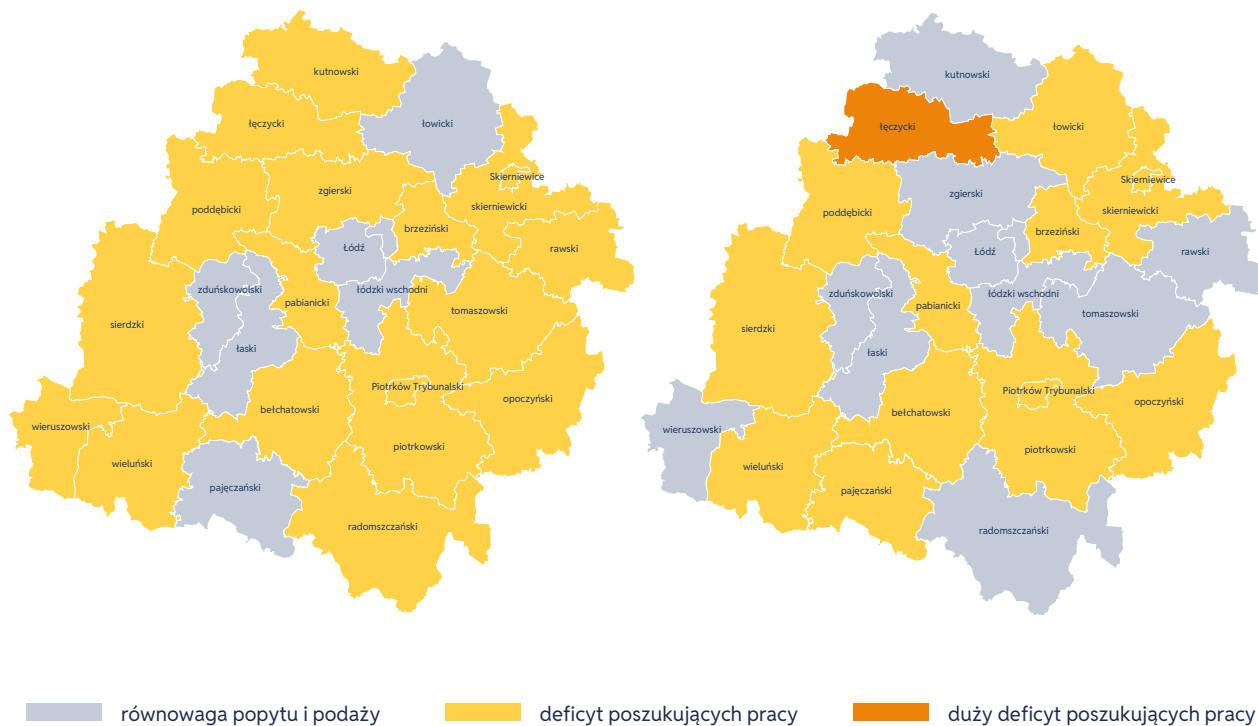 kutnowski
łęczycki
łowicki
Skierniewice
zgierski
skierniewicki
poddębicki
brzeziński
Łódź
rawski
zduńskowolski
łódzki wschodni
pabianicki
tomaszowski
sierdzki
łaski
Piotrków Trybunalski
opoczyński
bełchatowski
wieruszowski
piotrkowski
wieluński
pajęczański
radomszczański
kutnowski
łęczycki
łowicki
Skierniewice
zgierski
skierniewicki
poddębicki
brzeziński
Łódź
rawski
zduńskowolski
łódzki wschodni
pabianicki
tomaszowski
sierdzki
łaski
Piotrków Trybunalski
opoczyński
bełchatowski
wieruszowski
piotrkowski
wieluński
pajęczański
radomszczański
równowaga popytu i podaży
deficyt poszukujących pracy
duży deficyt poszukujących pracy